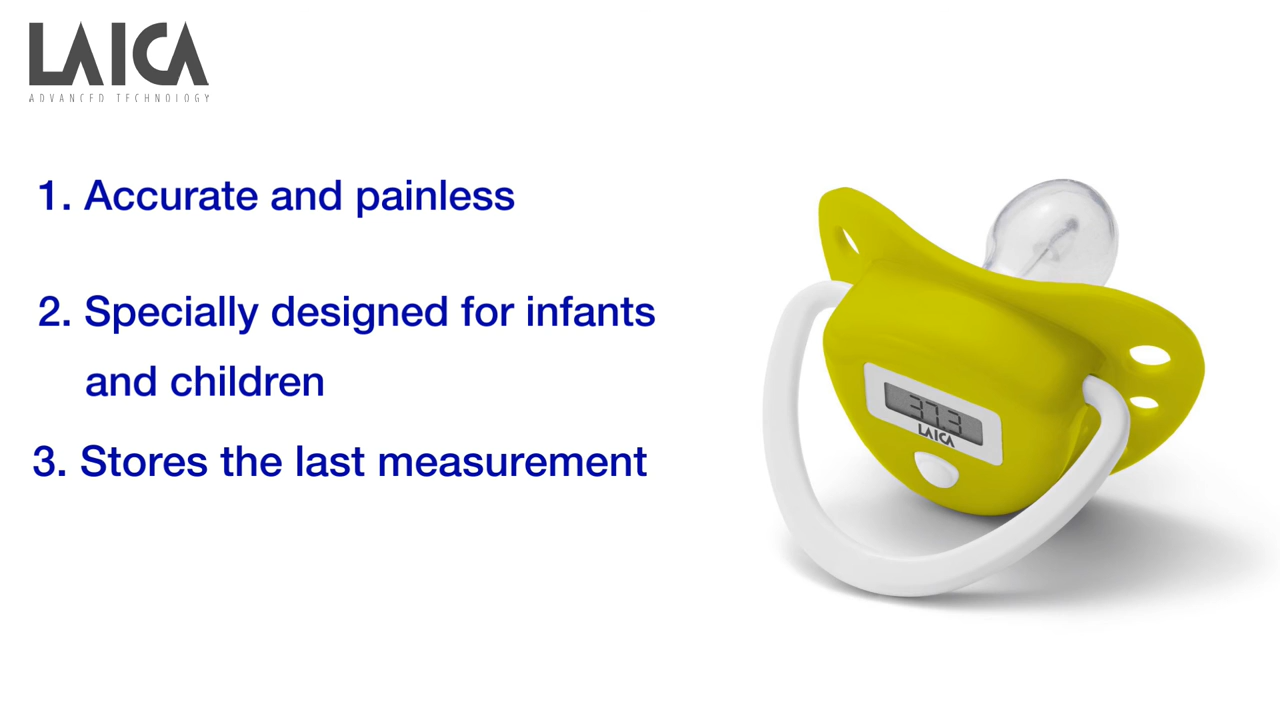 LAICA
ADVANCED TECHNOLOGY
1. Accurate and painless
2. Specially designed for infants
and children
3. Stores the last measurement
37.3
LAICA